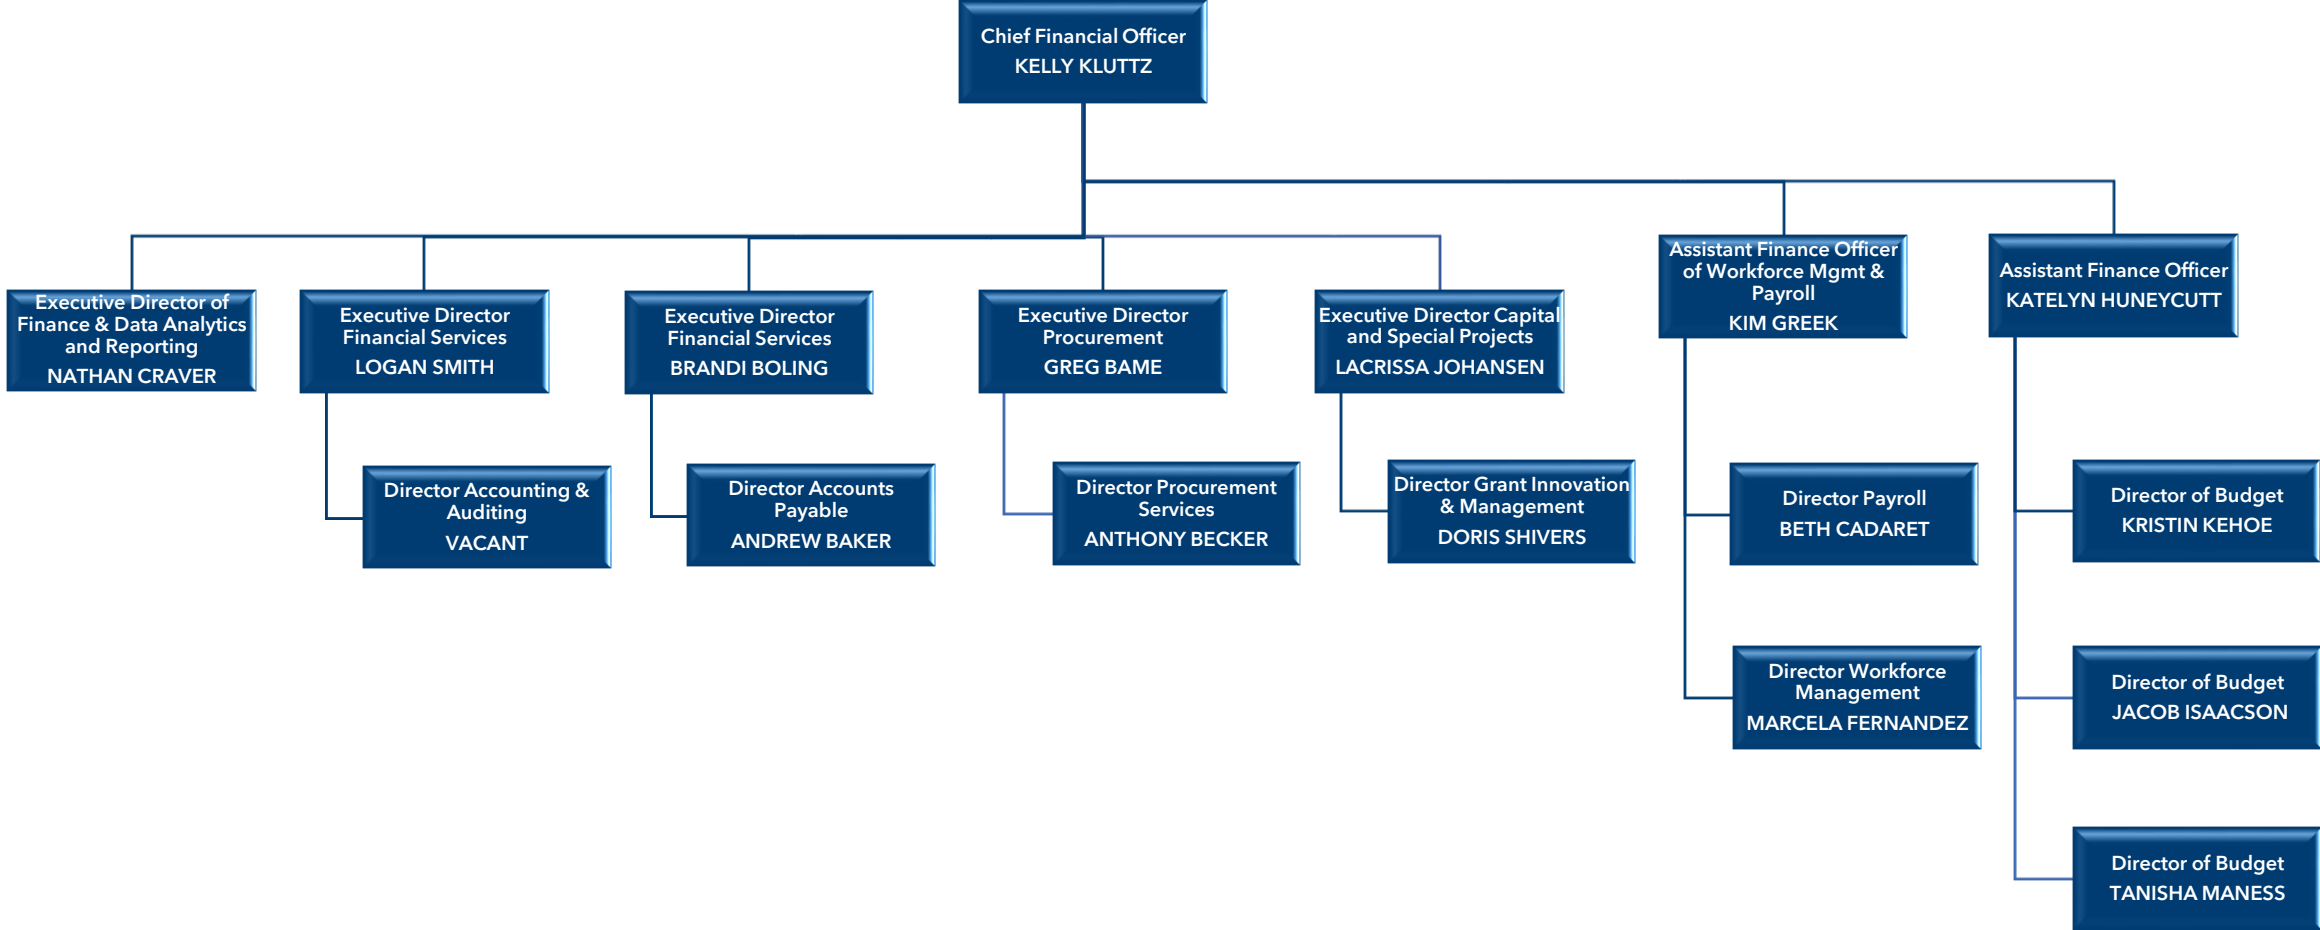 Chief Financial Officer
KELLY KLUTTZ
Executive Director of
Finance & Data Analytics
and Reporting
NATHAN CRAVER
Executive Director
Financial Services
LOGAN SMITH
Executive Director
Financial Services
BRANDI BOLING
Executive Director
Procurement
GREG BAME
Executive Director Capital
and Special Projects
LACRISSA JOHANSEN
Assistant Finance Officer
of Workforce Mgmt &
Payroll
KIM GREEK
Assistant Finance Officer
KATELYN HUNEYCUTT
Director Accounting &
Auditing
VACANT
Director Accounts
Payable
ANDREW BAKER
Director Procurement
Services
ANTHONY BECKER
Director Grant Innovation
& Management
DORIS SHIVERS
Director Payroll
BETH CADARET
Director of Budget
KRISTIN KEHOE
Director Workforce
Management
MARCELA FERNANDEZ
Director of Budget
JACOB ISAACSON
Director of Budget
TANISHA MANESS